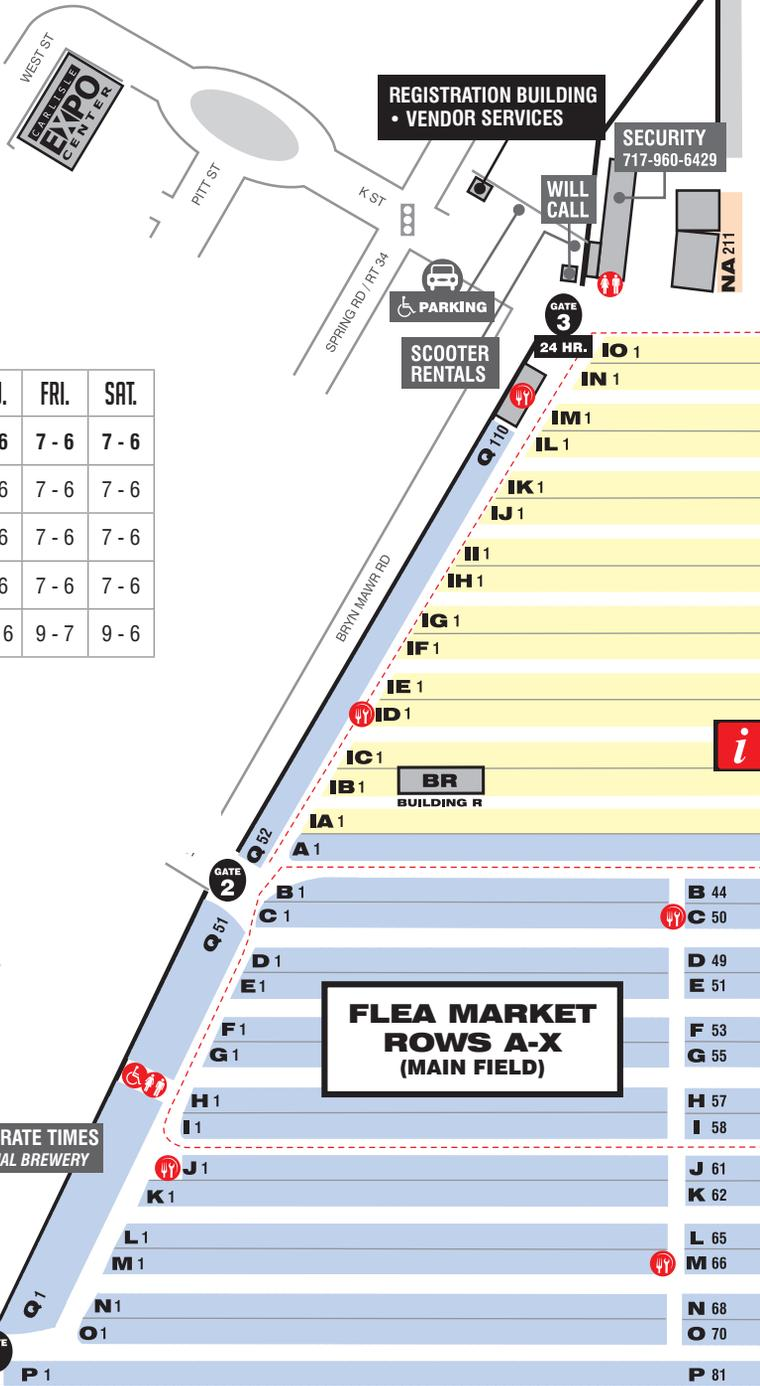 WEST ST
CARLISLE
EXPO
CENTER
PITT ST
K ST
SPRING RD / RT 34
REGISTRATION BUILDING
• VENDOR SERVICES
SECURITY
717-960-6429
WILL
CALL
NA 211
PARKING
SCOOTER
RENTALS
GATE
3
24 HR.
FRI. SAT.
6 7 - 6 7 - 6
6 7 - 6 7 - 6
6 7 - 6 7 - 6
6 7 - 6 7 - 6
6 9 - 7 9 - 6
BRYN MAWR RD
Q 110
IO 1
IN 1
IM 1
IL 1
IK 1
IJ 1
II 1
IH 1
IG 1
IF 1
IE 1
ID 1
i
IC 1
IB 1
BR
BUILDING R
IA 1
A 1
Q 52
GATE
2
Q 51
B 1 B 44
C 1 C 50
D 1 D 49
E 1 E 51
FLEA MARKET
ROWS A-X
(MAIN FIELD)
F 1 F 53
G 1 G 55
H 1 H 57
I 1 I 58
RATE TIMES
AL BREWERY
J 1 J 61
K 1 K 62
L 1 L 65
M 1 M 66
Q 1
N 1 N 68
O 1 O 70
P 1 P 81